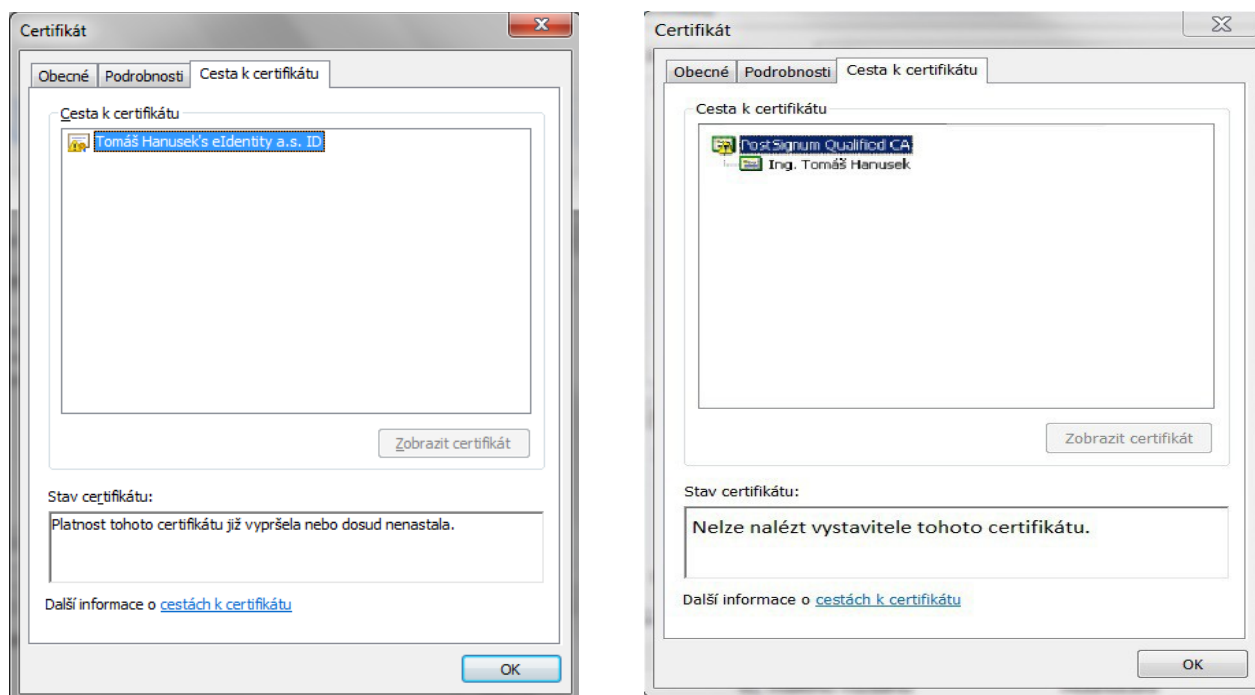 Certifikát
Obecné Podrobnosti Cesta k certifikátu
Cesta k certifikátu
Tomáš Hanusek's eIdentity a.s. ID
Zobrazit certifikát
Stav certifikátu:
Platnost tohoto certifikátu již vypršela nebo dosud nenastala.
Další informace o cestách k certifikátu
OK
Certifikát
Obecné Podrobnosti Cesta k certifikátu
Cesta k certifikátu
PostSignum Qualified CA
Ing. Tomáš Hanusek
Zobrazit certifikát
Stav certifikátu:
Nelze nalézt vystavitele tohoto certifikátu.
Další informace o cestách k certifikátu
OK